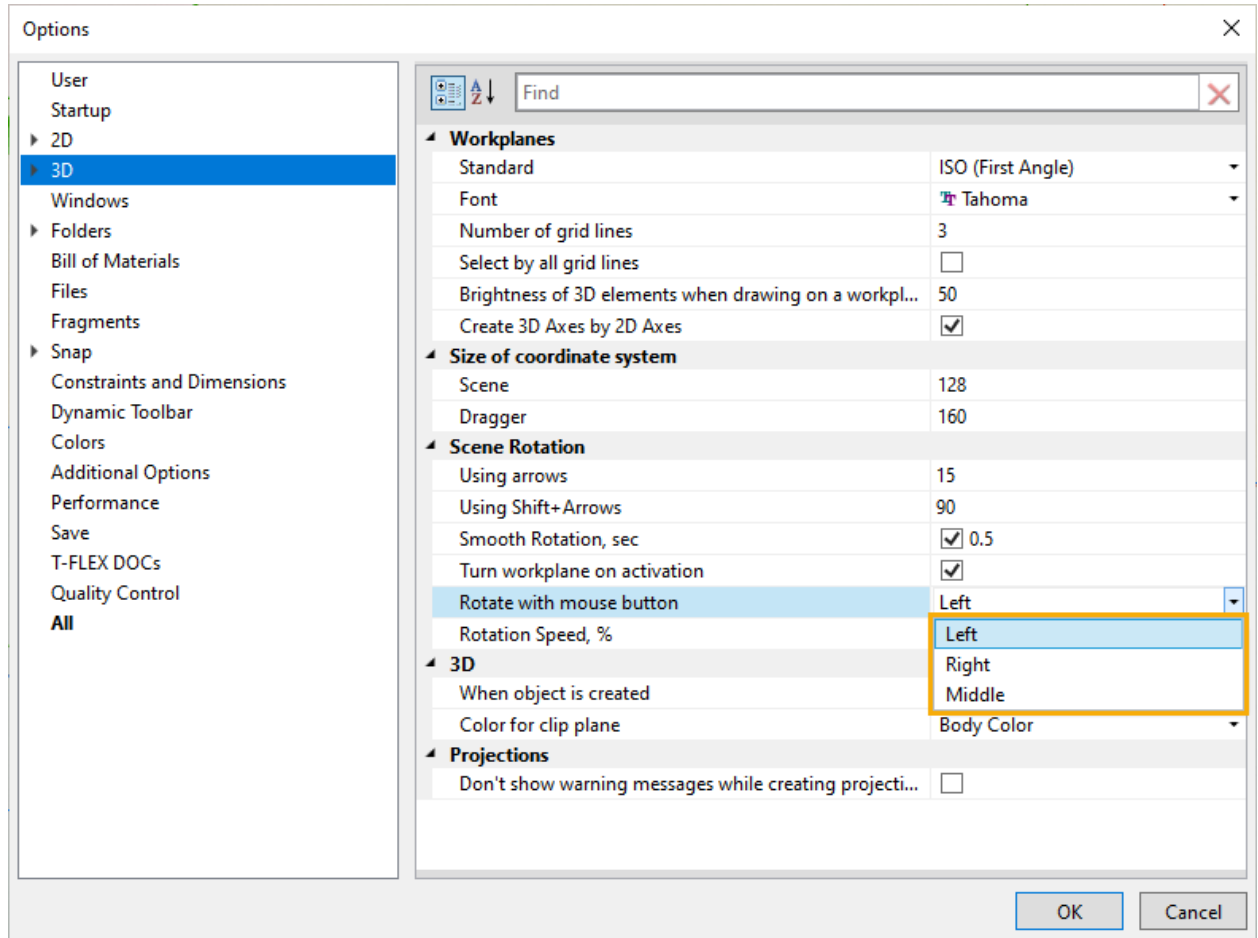 Options
User
Startup
2D
3D
Windows
Folders
Bill of Materials
Files
Fragments
Snap
Constraints and Dimensions
Dynamic Toolbar
Colors
Additional Options
Performance
Save
T-FLEX DOCs
Quality Control
All
Find
Workplanes
Standard ISO (First Angle)
Font Tahoma
Number of grid lines 3
Select by all grid lines
Brightness of 3D elements when drawing on a workpl... 50
Create 3D Axes by 2D Axes
Size of coordinate system
Scene 128
Dragger 160
Scene Rotation
Using arrows 15
Using Shift+Arrows 90
Smooth Rotation, sec 0.5
Turn workplane on activation
Rotate with mouse button Left
Rotation Speed, % Left
3D Right
When object is created Middle
Color for clip plane Body Color
Projections
Don't show warning messages while creating projecti...
OK Cancel